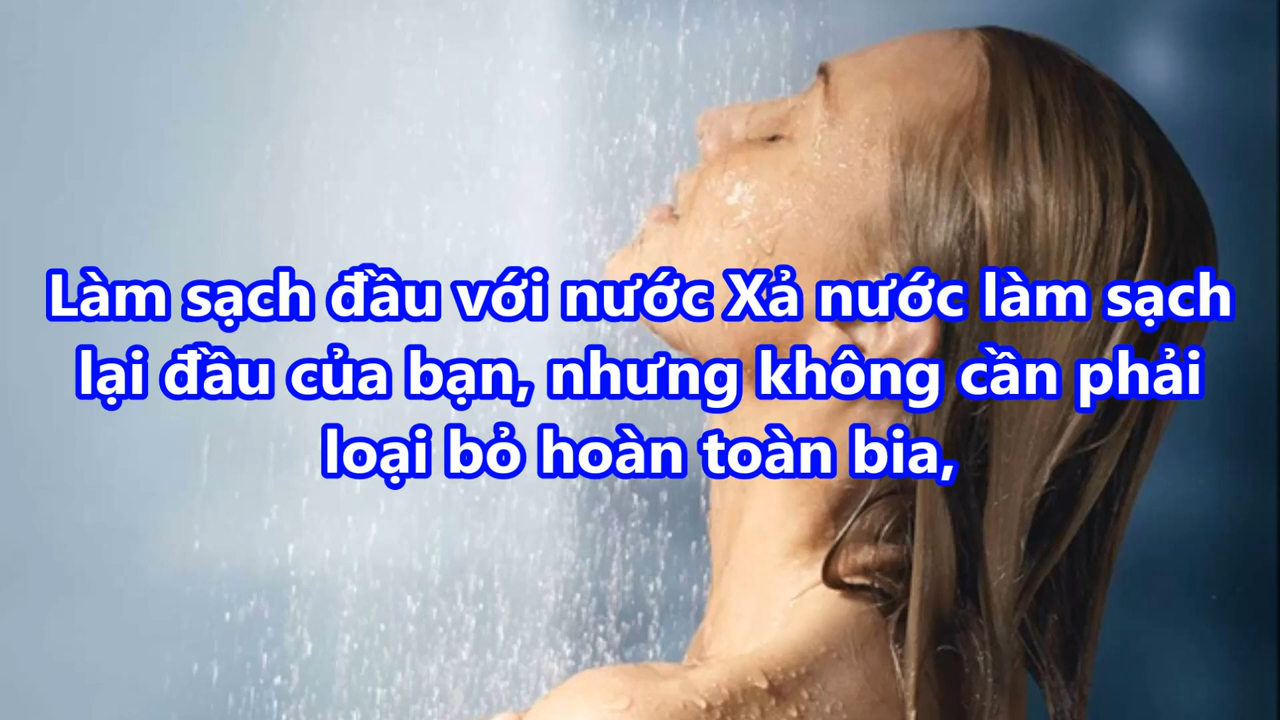 Làm sạch đầu với nước Xả nước làm sạch
lại đầu của bạn, nhưng không cần phải
loại bỏ hoàn toàn bia,